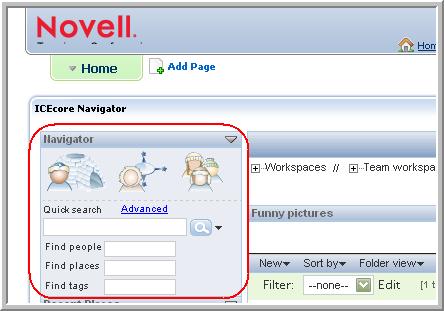 Novell.
Hom
Home
Add Page
ICEcore Navigator
Navigator
Workspaces // Team workspa
Quick search Advanced
Funny pictures
Find people
Find places
New Sort by Folder view
Find tags
Filter: --none-- Edit [1 t